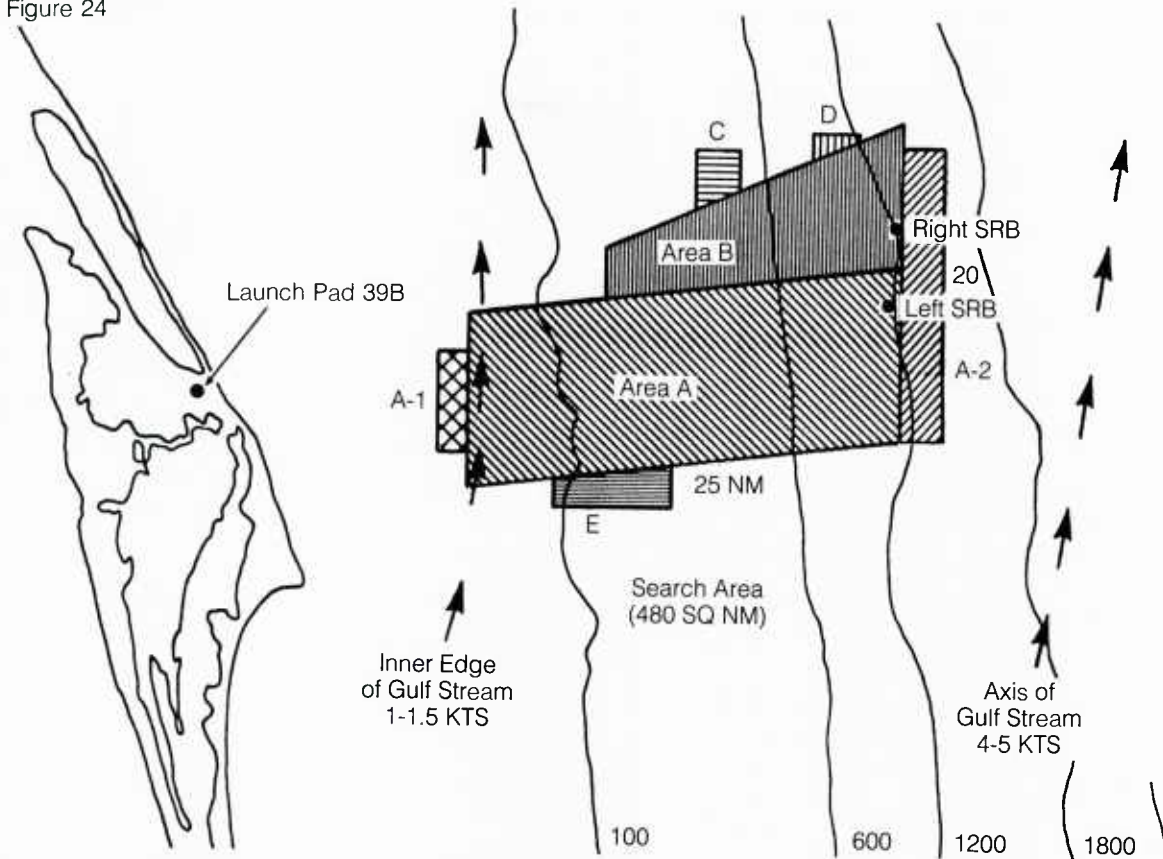 Figure 24
C
D
Right SRB
Area B
20
Launch Pad 39B
Left SRB
A-1
Area A
A-2
25 NM
E
Search Area
(480 SQ NM)
Inner Edge
of Gulf Stream
1-1.5 KTS
Axis of
Gulf Stream
4-5 KTS
100
600
1200
1800